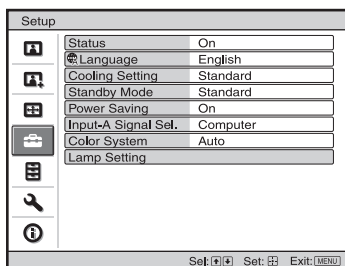 Setup
Status On
Language English
Cooling Setting Standard
Standby Mode Standard
Power Saving On
Input-A Signal Sel. Computer
Color System Auto
Lamp Setting
Sel: Set: Exit: MENU